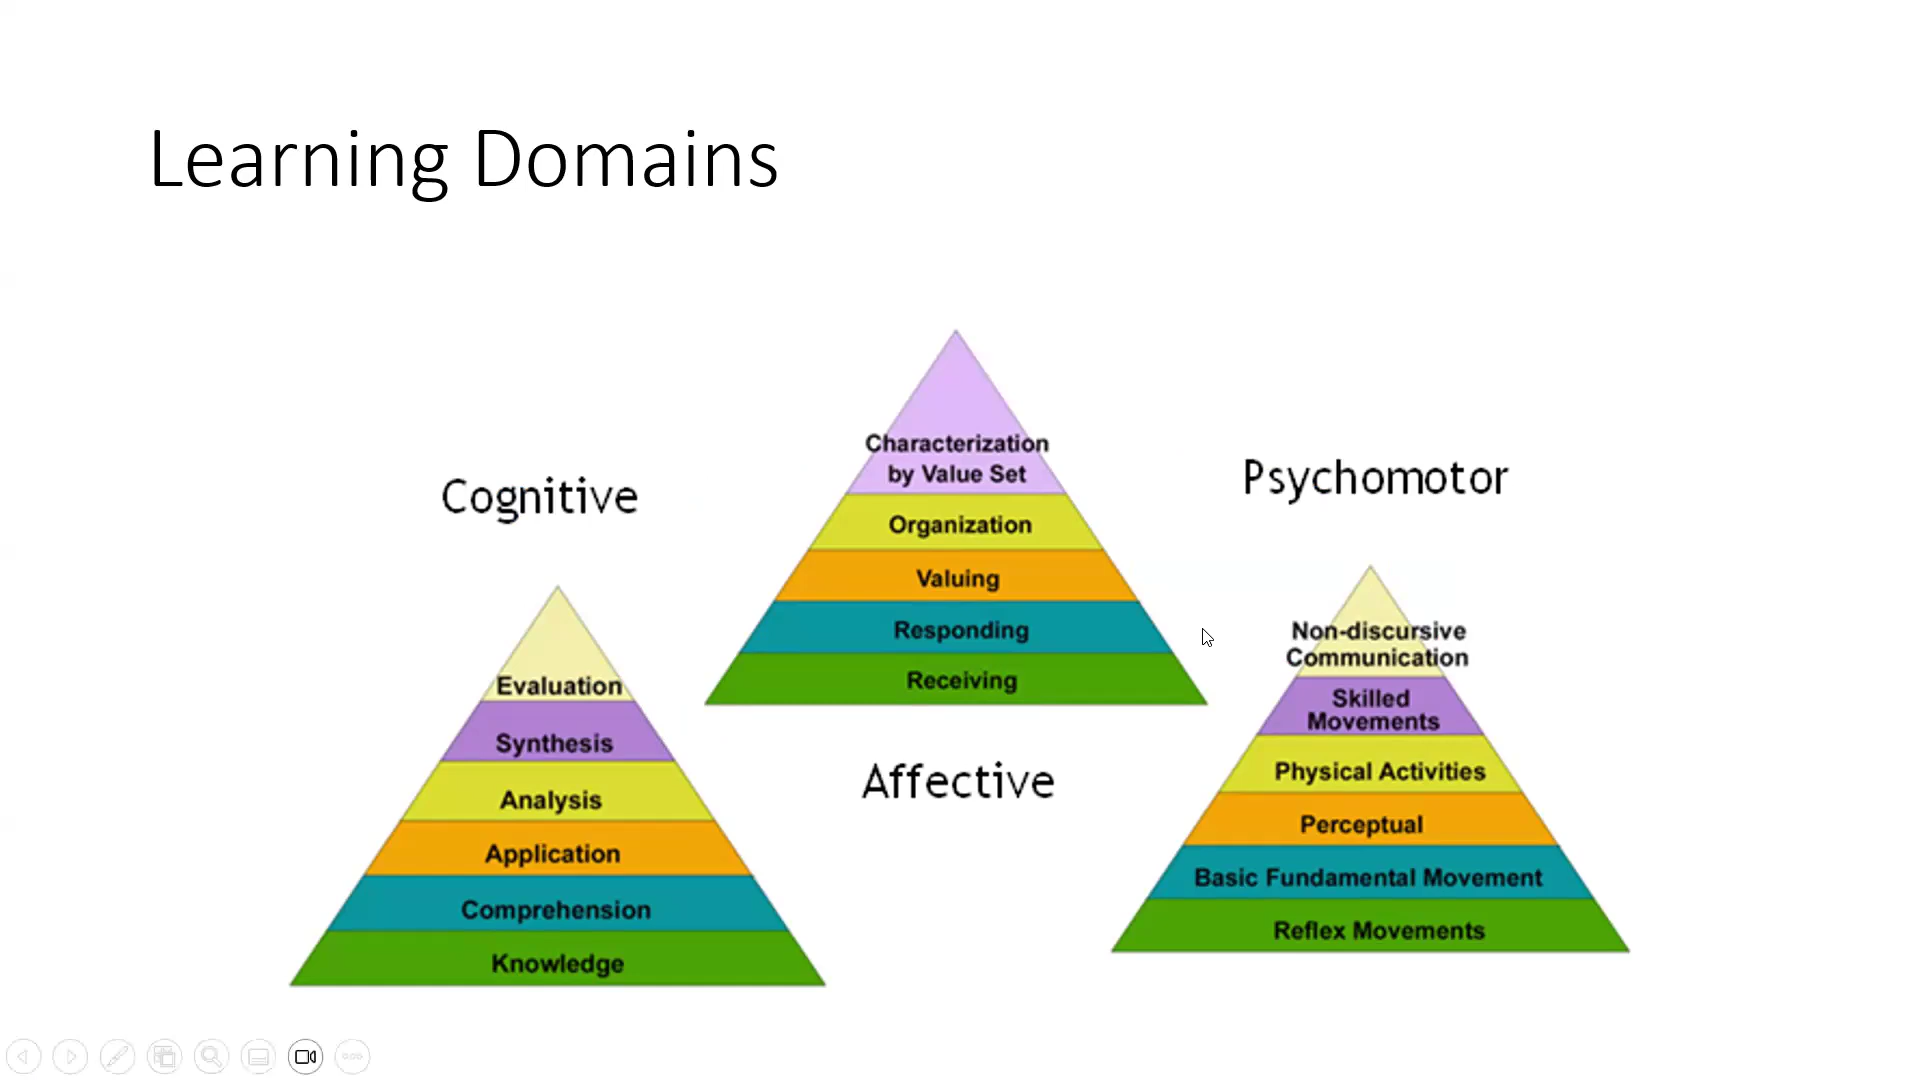 Learning Domains
Cognitive
Evaluation
Synthesis
Analysis
Application
Comprehension
Knowledge
Characterization
by Value Set
Organization
Valuing
Responding
Receiving
Affective
Psychomotor
Non-discursive
Communication
Skilled
Movements
Physical Activities
Perceptual
Basic Fundamental Movement
Reflex Movements